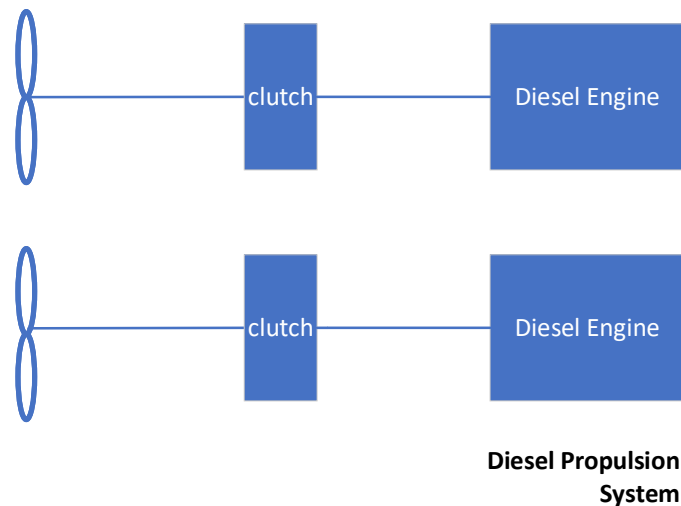 clutch
Diesel Engine
clutch
Diesel Engine
Diesel Propulsion
System